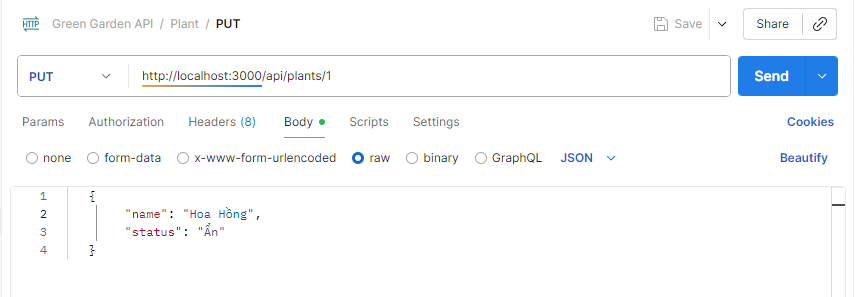 HTTP Green Garden API / Plant / PUT Save Share
PUT http://localhost:3000/api/plants/1 Send
Params Authorization Headers (8) Body Scripts Settings Cookies
none form-data x-www-form-urlencoded raw binary GraphQL JSON Beautify
1 {
2 "name": "Hoa Hồng",
3 "status": "Ẩn"
4 }